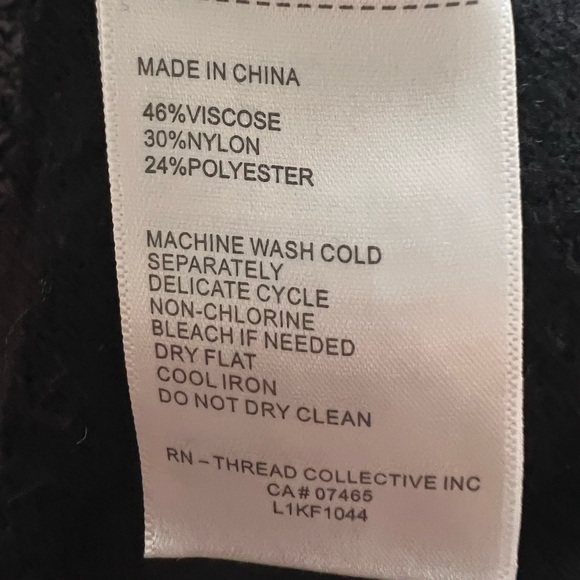 MADE IN CHINA
46%VISCOSE
30%NYLON
24%POLYESTER
MACHINE WASH COLD
SEPARATELY
DELICATE CYCLE
NON-CHLORINE
BLEACH IF NEEDED
DRY FLAT
COOL IRON
DO NOT DRY CLEAN
RN – THREAD COLLECTIVE INC
CA# 07465
L1KF1044